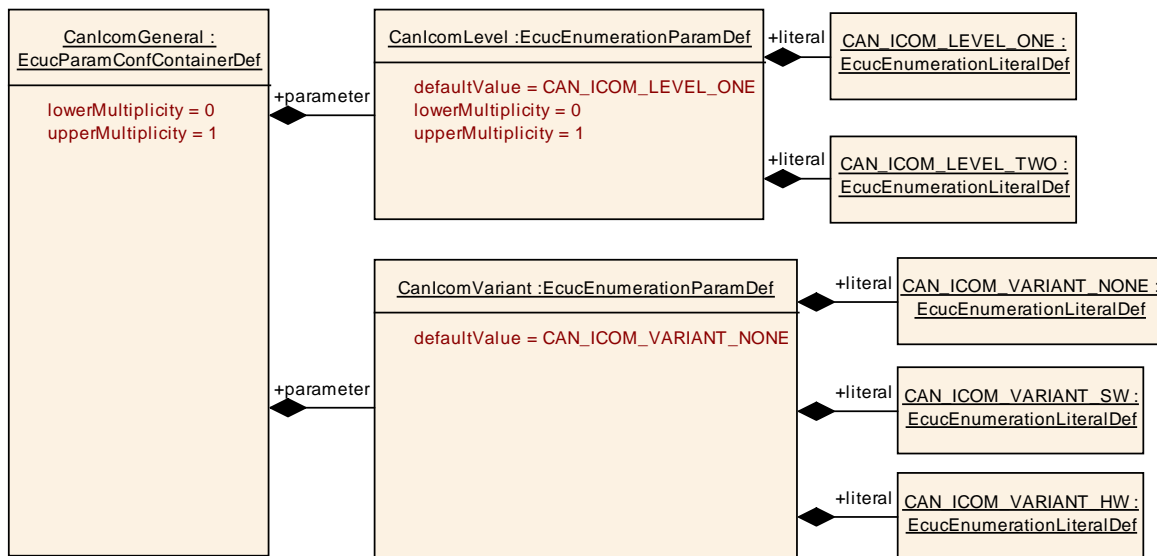 CanIcomGeneral :
EcucParamConfContainerDef
lowerMultiplicity = 0
upperMultiplicity = 1
+parameter
CanIcomLevel :EcucEnumerationParamDef
defaultValue = CAN_ICOM_LEVEL_ONE
lowerMultiplicity = 0
upperMultiplicity = 1
+literal
CAN_ICOM_LEVEL_ONE :
EcucEnumerationLiteralDef
+literal
CAN_ICOM_LEVEL_TWO :
EcucEnumerationLiteralDef
+parameter
CanIcomVariant :EcucEnumerationParamDef
defaultValue = CAN_ICOM_VARIANT_NONE
+literal
CAN_ICOM_VARIANT_NONE :
EcucEnumerationLiteralDef
+literal
CAN_ICOM_VARIANT_SW :
EcucEnumerationLiteralDef
+literal
CAN_ICOM_VARIANT_HW :
EcucEnumerationLiteralDef